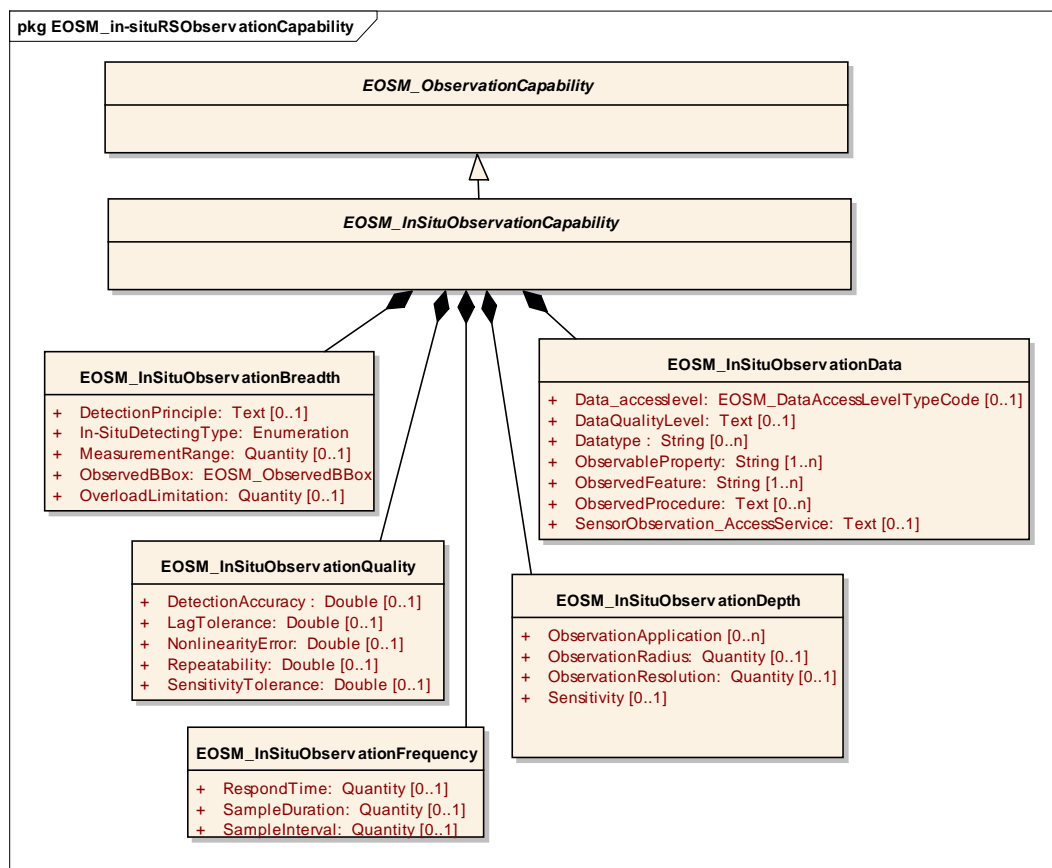 pkg EOSM_in-situRSObservationCapability
EOSM_ObservationCapability
EOSM_InSituObservationCapability
EOSM_InSituObservationBreadth
+ DetectionPrinciple: Text [0..1]
+ In-SituDetectingType: Enumeration
+ MeasurementRange: Quantity [0..1]
+ ObservedBBox: EOSM_ObservedBBox
+ OverloadLimitation: Quantity [0..1]
EOSM_InSituObservationData
+ Data_accesslevel: EOSM_DataAccessLevelTypeCode [0..1]
+ DataQualityLevel: Text [0..1]
+ Datatype : String [0..n]
+ ObservableProperty: String [1..n]
+ ObservedFeature: String [1..n]
+ ObservedProcedure: Text [0..n]
+ SensorObservation_AccessService: Text [0..1]
EOSM_InSituObservationQuality
+ DetectionAccuracy : Double [0..1]
+ LagTolerance: Double [0..1]
+ NonlinearityError: Double [0..1]
+ Repeatability: Double [0..1]
+ SensitivityTolerance: Double [0..1]
EOSM_InSituObservationDepth
+ ObservationApplication [0..n]
+ ObservationRadius: Quantity [0..1]
+ ObservationResolution: Quantity [0..1]
+ Sensitivity [0..1]
EOSM_InSituObservationFrequency
+ RespondTime: Quantity [0..1]
+ SampleDuration: Quantity [0..1]
+ SampleInterval: Quantity [0..1]